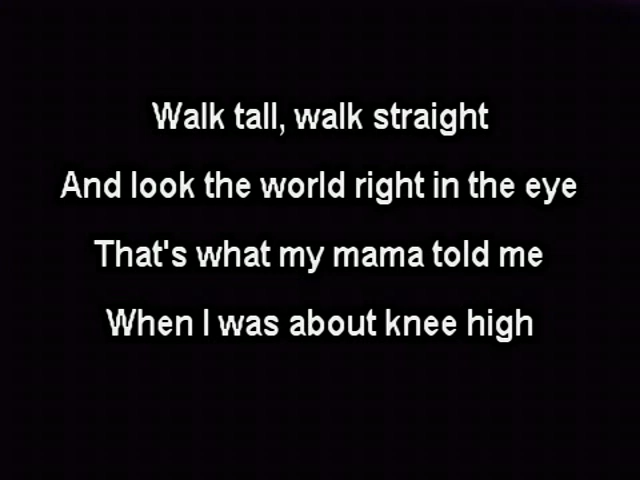 Walk tall, walk straight
And look the world right in the eye
That's what my mama told me
When I was about knee high